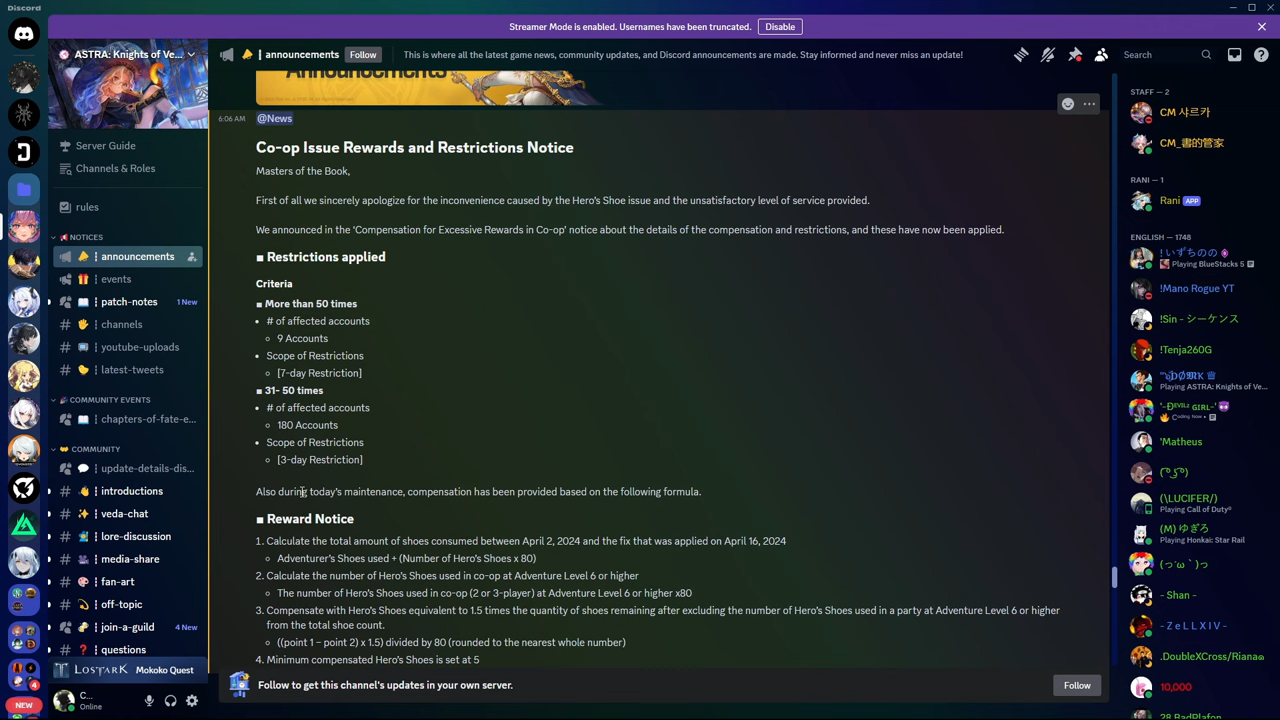 Discord
Streamer Mode is enabled. Usernames have been truncated.
Disable
ASTRA: Knights of Ve...
announcements
Follow
This is where all the latest game news, community updates, and Discord announcements are made. Stay informed and never miss an update!
Search
Server Guide
Channels & Roles
rules
NOTICES
announcements
events
patch-notes
1 New
channels
youtube-uploads
latest-tweets
COMMUNITY EVENTS
chapters-of-fate-e...
COMMUNITY
update-details-dis...
introductions
veda-chat
lore-discussion
media-share
fan-art
off-topic
join-a-guild
4 New
questions
LOSTARK Mokoko Quest
C...
Online
4
NEW
Announcements
6:06 AM
@News
Co-op Issue Rewards and Restrictions Notice
Masters of the Book,
First of all we sincerely apologize for the inconvenience caused by the Hero's Shoe issue and the unsatisfactory level of service provided.
We announced in the 'Compensation for Excessive Rewards in Co-op' notice about the details of the compensation and restrictions, and these have now been applied.
■ Restrictions applied
Criteria
■ More than 50 times
• # of affected accounts
◦ 9 Accounts
• Scope of Restrictions
◦ [7-day Restriction]
■ 31- 50 times
• # of affected accounts
◦ 180 Accounts
• Scope of Restrictions
◦ [3-day Restriction]
Also during today's maintenance, compensation has been provided based on the following formula.
■ Reward Notice
1. Calculate the total amount of shoes consumed between April 2, 2024 and the fix that was applied on April 16, 2024
◦ Adventurer's Shoes used + (Number of Hero's Shoes x 80)
2. Calculate the number of Hero's Shoes used in co-op at Adventure Level 6 or higher
◦ The number of Hero's Shoes used in co-op (2 or 3-player) at Adventure Level 6 or higher x80
3. Compensate with Hero's Shoes equivalent to 1.5 times the quantity of shoes remaining after excluding the number of Hero's Shoes used in a party at Adventure Level 6 or higher
from the total shoe count.
◦ ((point 1 – point 2) x 1.5) divided by 80 (rounded to the nearest whole number)
4. Minimum compensated Hero's Shoes is set at 5
Follow to get this channel's updates in your own server.
Follow
STAFF — 2
CM 샤르카
CM_書的管家
RANI — 1
Rani APP
ENGLISH — 1748
! いずちのの
Playing BlueStacks 5
!Mano Rogue YT
!Sin - シーケンス
!Tenja260G
Playing ASTRA: Knights of Ve...
Coding Now •
'Matheus
(\LUCIFER/)
Playing Call of Duty®
(M) ゆぎろ
Playing Honkai: Star Rail
(っ´ω｀)っ
- Shan -
- Z e L L X I V -
.DoubleXCross/Riana
10,000
28 BadPlafon